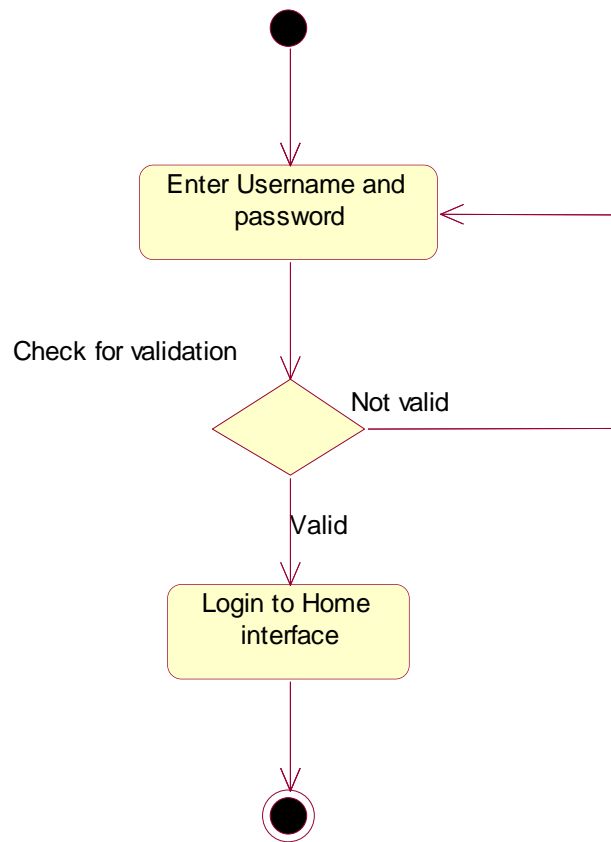 Enter Username and
password
Check for validation
Not valid
Valid
Login to Home
interface